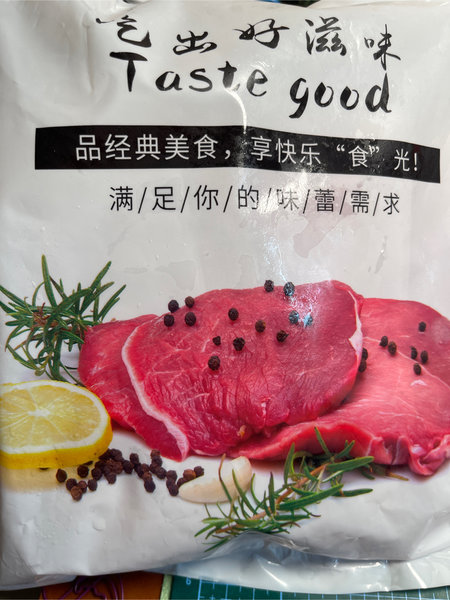 吃出好滋味
Taste good
品经典美食，享快乐“食”光！
满/足/你/的/味/蕾/需/求